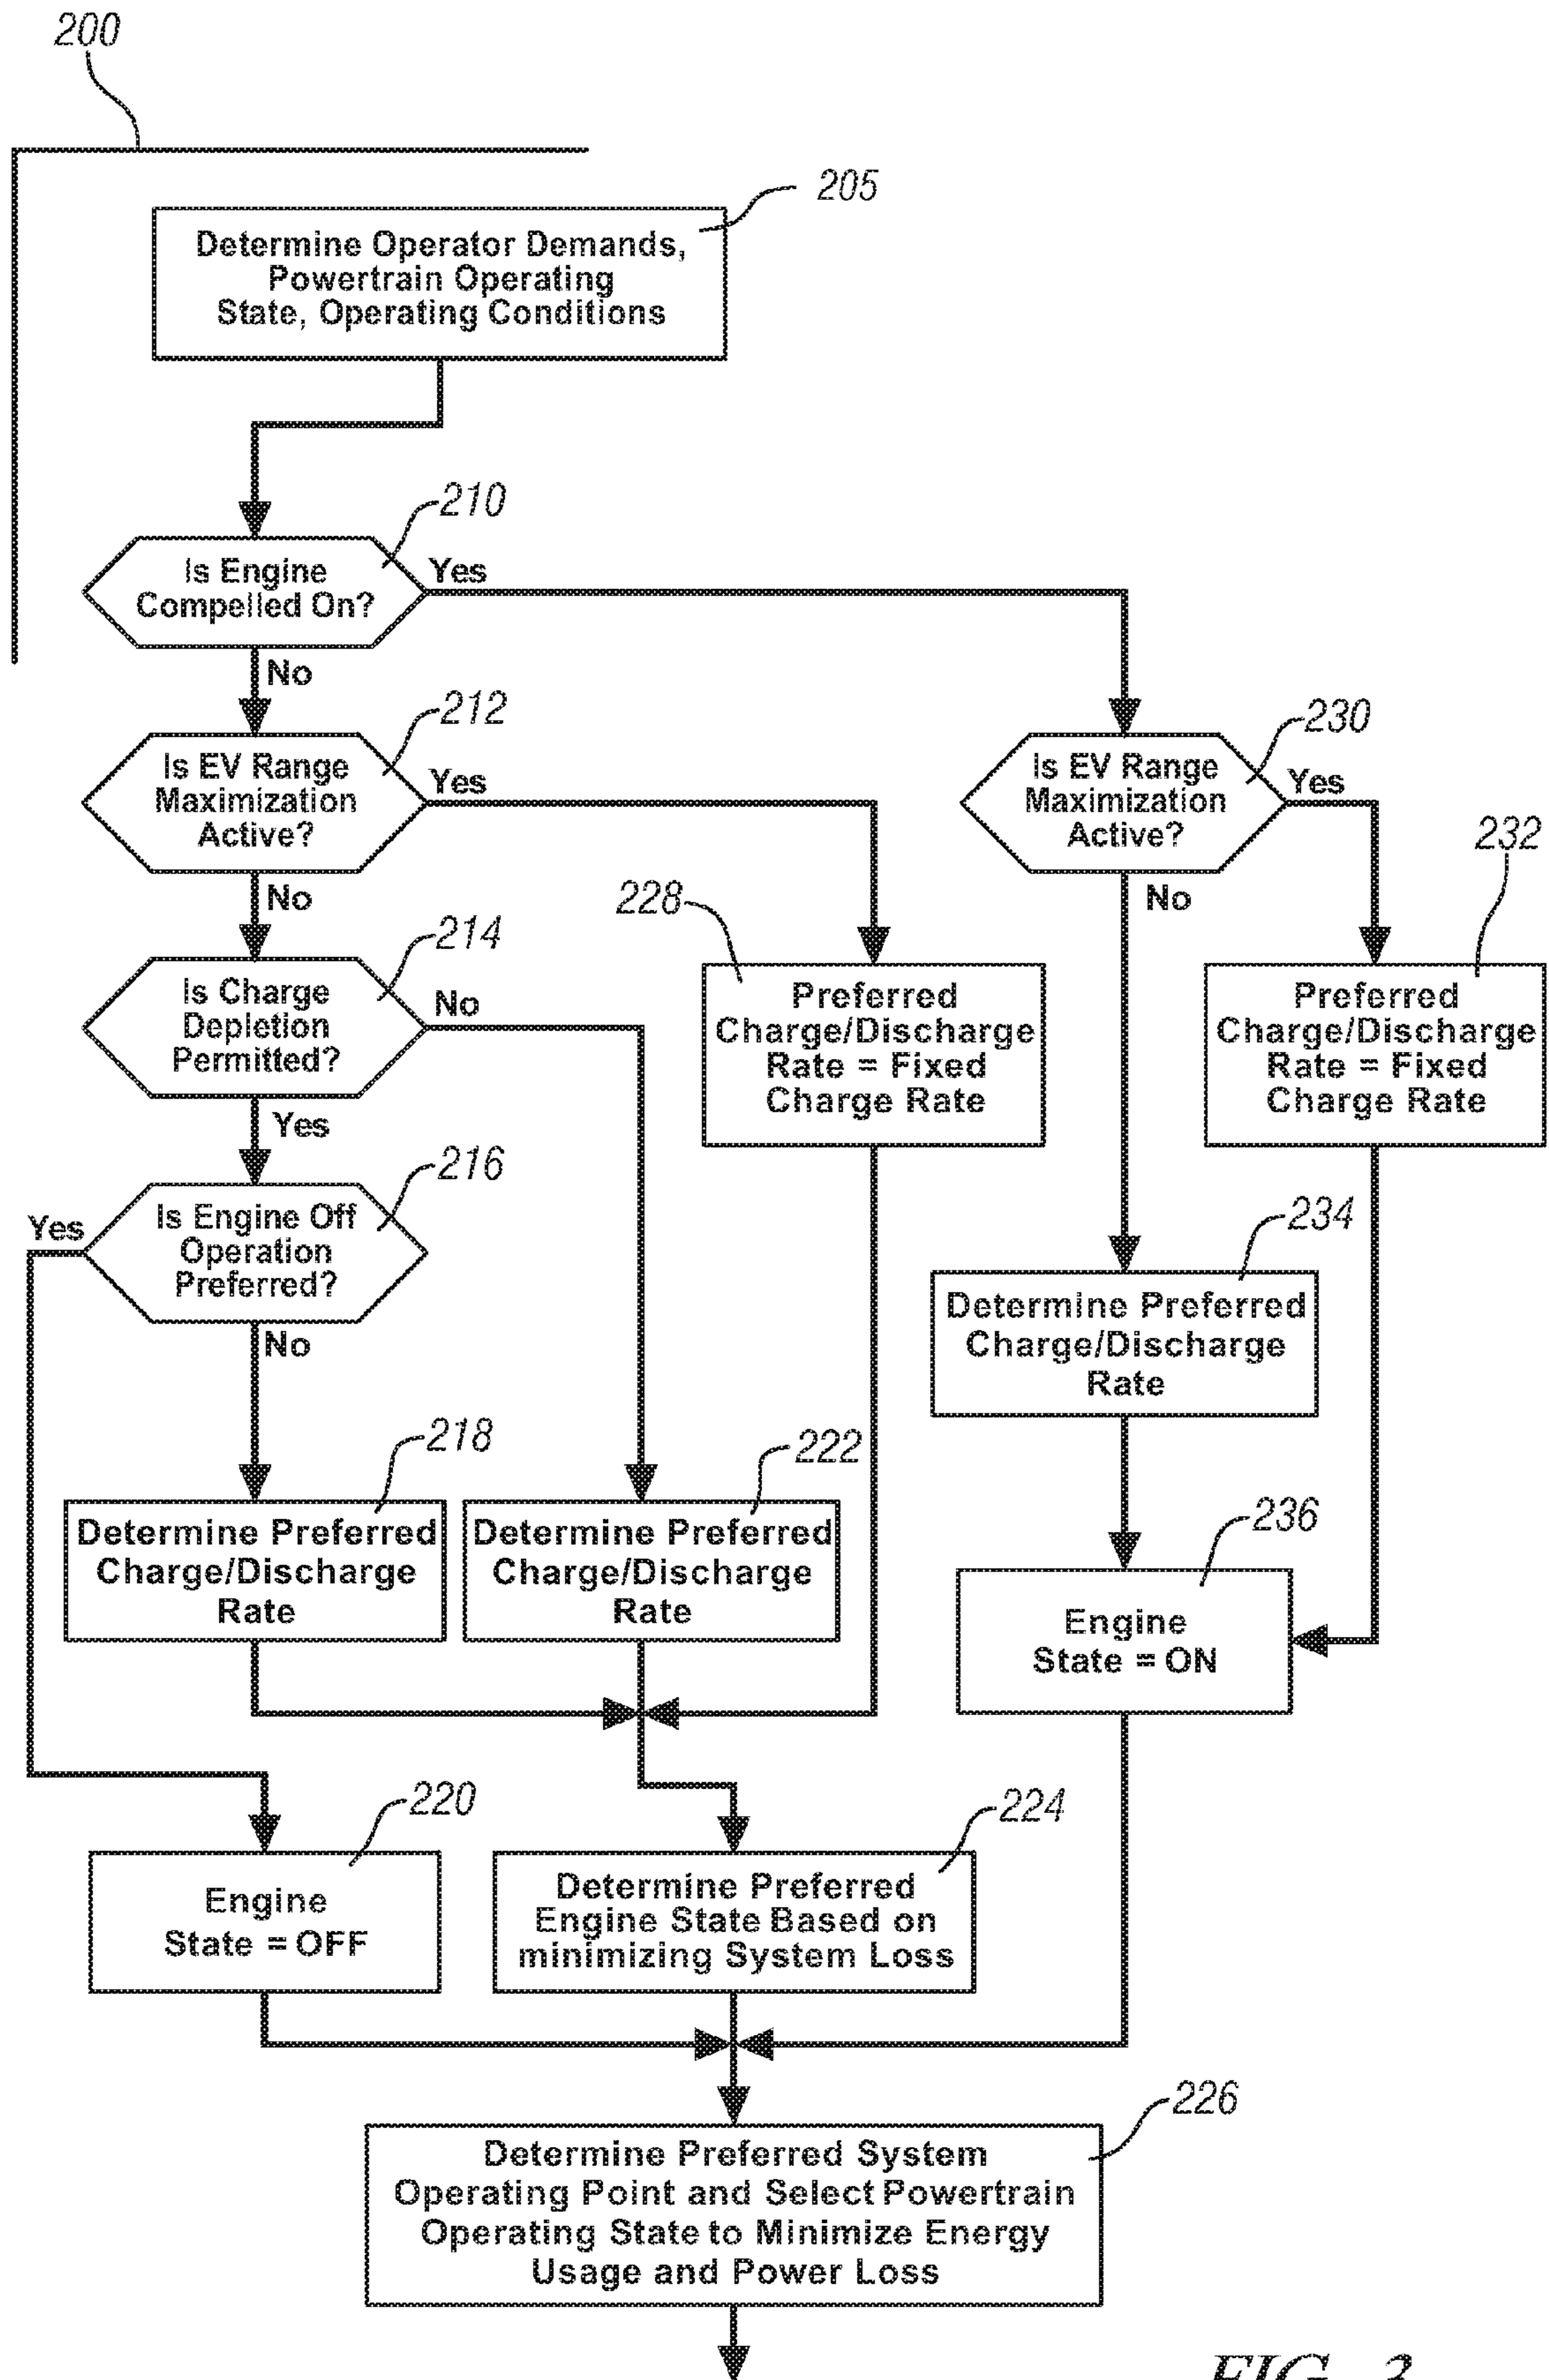 200
205
Determine Operator Demands,
Powertrain Operating
State, Operating Conditions
210
Is Engine
Compelled On?
Yes
No
212
Is EV Range
Maximization
Active?
Yes
No
230
Is EV Range
Maximization
Active?
Yes
No
232
Preferred
Charge/Discharge
Rate = Fixed
Charge Rate
228
Preferred
Charge/Discharge
Rate = Fixed
Charge Rate
214
Is Charge
Depletion
Permitted?
No
Yes
216
Is Engine Off
Operation
Preferred?
Yes
No
234
Determine Preferred
Charge/Discharge
Rate
218
Determine Preferred
Charge/Discharge
Rate
222
Determine Preferred
Charge/Discharge
Rate
236
Engine
State = ON
220
Engine
State = OFF
224
Determine Preferred
Engine State Based on
minimizing System Loss
226
Determine Preferred System
Operating Point and Select Powertrain
Operating State to Minimize Energy
Usage and Power Loss
FIG. 3